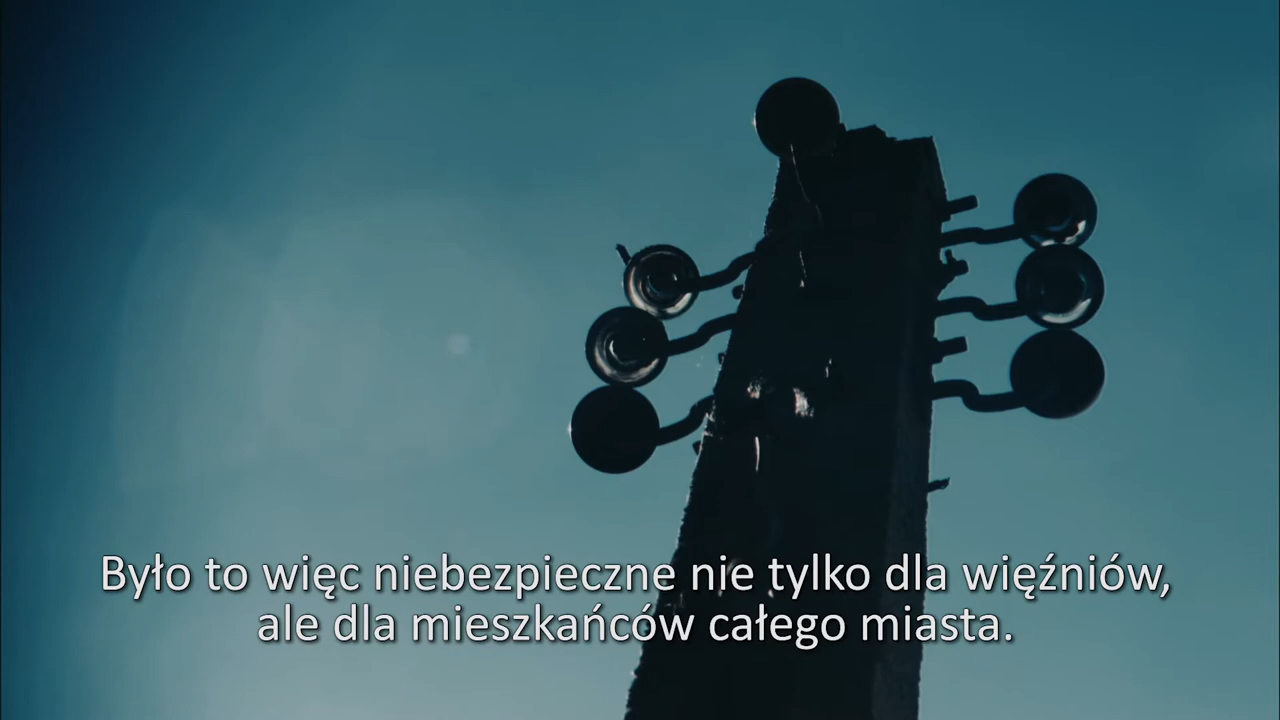 Było to więc niebezpieczne nie tylko dla więźniów,
ale dla mieszkańców całego miasta.